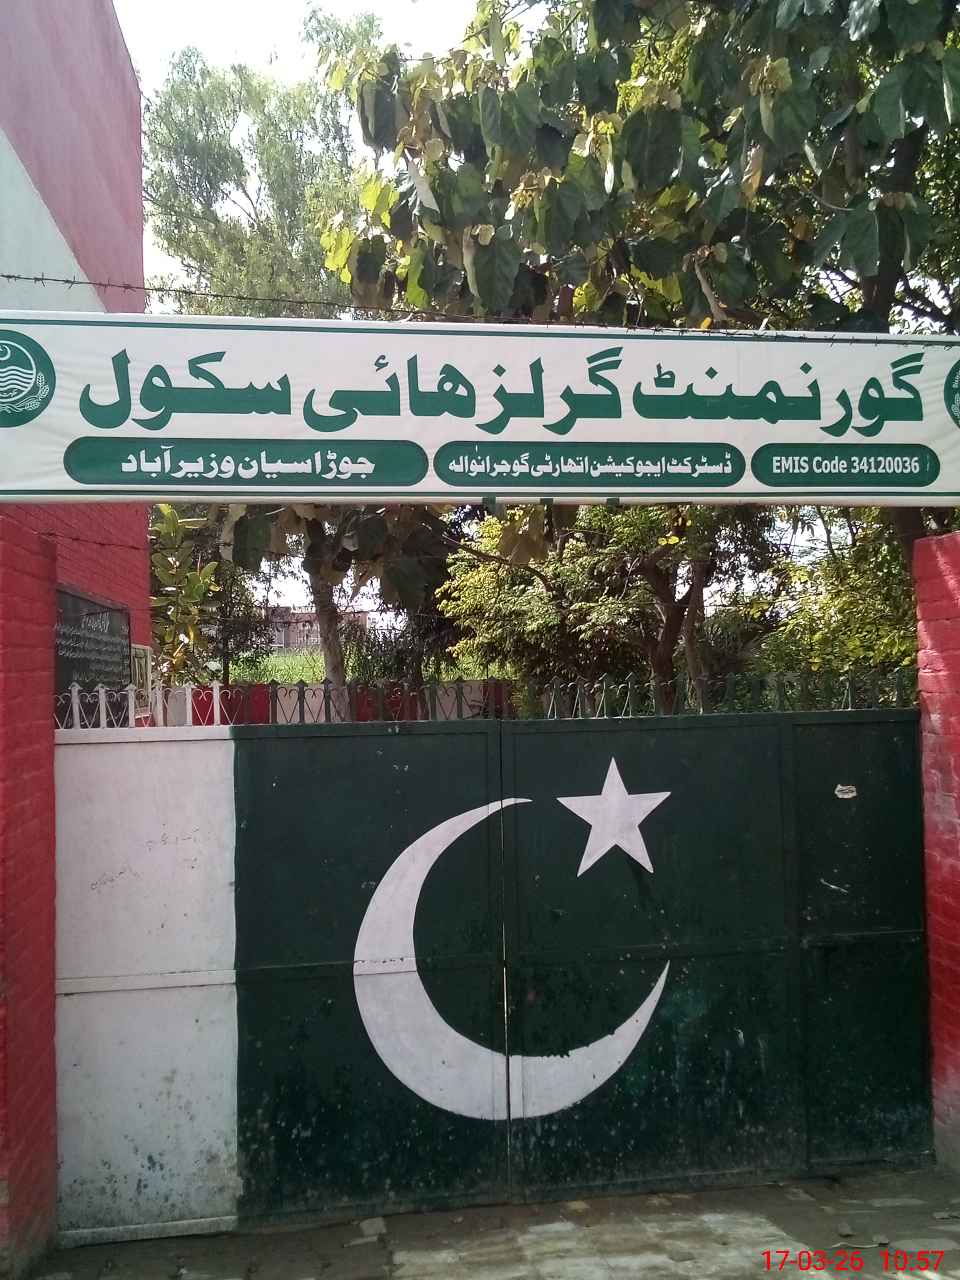 گورنمنٹ گرلز ہائی سکول
EMIS Code 34120036
ڈسٹرکٹ ایجوکیشن اتھارٹی گوجرانوالہ
جوڑا سیان وزیرآباد
17-03-26 10:57